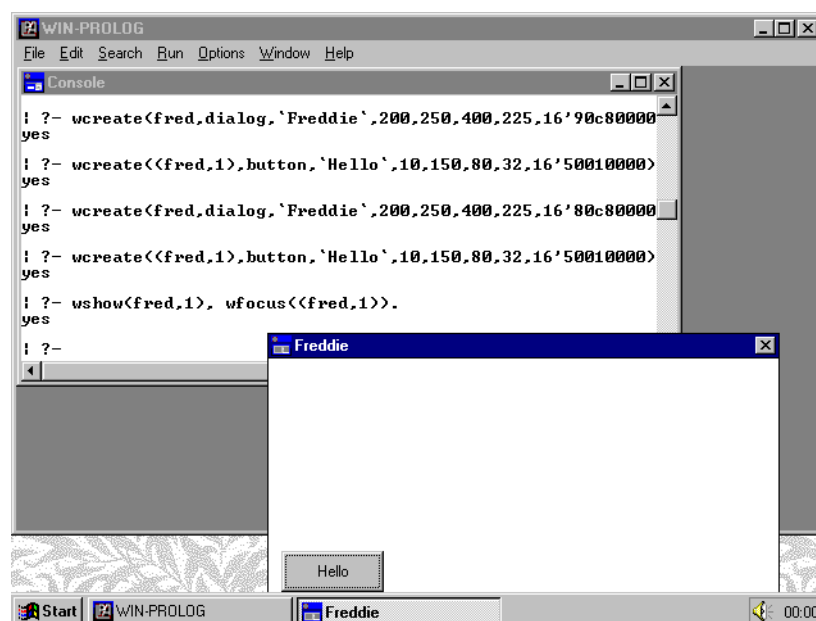 WIN-PROLOG
File Edit Search Run Options Window Help
Console
| ?- wcreate(fred,dialog,`Freddie`,200,250,400,225,16'90c80000
yes
| ?- wcreate((fred,1),button,`Hello`,10,150,80,32,16'50010000)
yes
| ?- wcreate(fred,dialog,`Freddie`,200,250,400,225,16'80c80000
yes
| ?- wcreate((fred,1),button,`Hello`,10,150,80,32,16'50010000)
yes
| ?- wshow(fred,1), wfocus((fred,1)).
yes
| ?-
Freddie
Hello
Start WIN-PROLOG Freddie 00:00